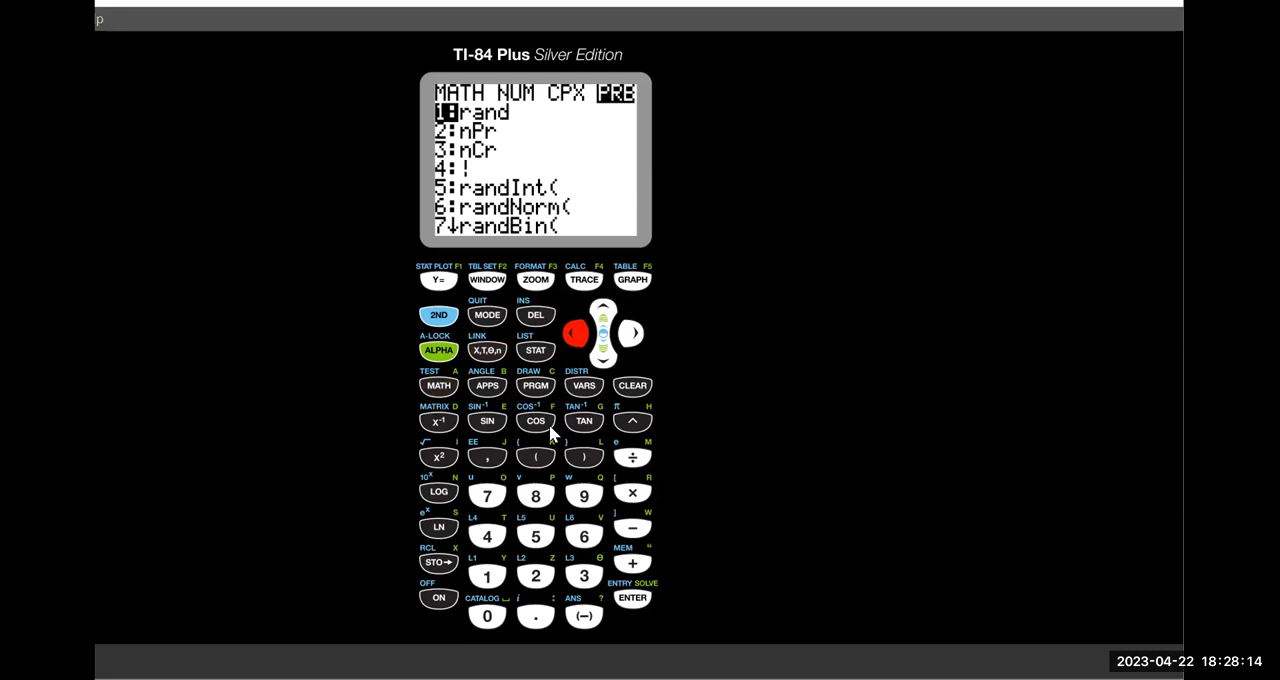 p
TI-84 Plus Silver Edition
MATH NUM CPX PRB
1:rand
2:nPr
3:nCr
4:!
5:randInt(
6:randNorm(
7↓randBin(
STAT PLOT F1 TBL SET F2 FORMAT F3 CALC F4 TABLE F5
Y= WINDOW ZOOM TRACE GRAPH
QUIT INS
2ND MODE DEL
A-LOCK LINK LIST
ALPHA X,T,Θ,n STAT
TEST A ANGLE B DRAW C DISTR
MATH APPS PRGM VARS CLEAR
MATRIX D SIN⁻¹ E COS⁻¹ F TAN⁻¹ G π H
X⁻¹ SIN COS TAN ^
√ I EE J { K } L e M
X² , ( ) ÷
10ˣ N u O v P w Q [ R
LOG 7 8 9 ×
eˣ S L4 T L5 U L6 V ] W
LN 4 5 6 −
RCL X L1 Y L2 Z L3 Θ MEM “
STO→ 1 2 3 +
OFF CATALOG ⎵ i : ANS ? ENTRY SOLVE
ON 0 . (−) ENTER
2023-04-22 18:28:14